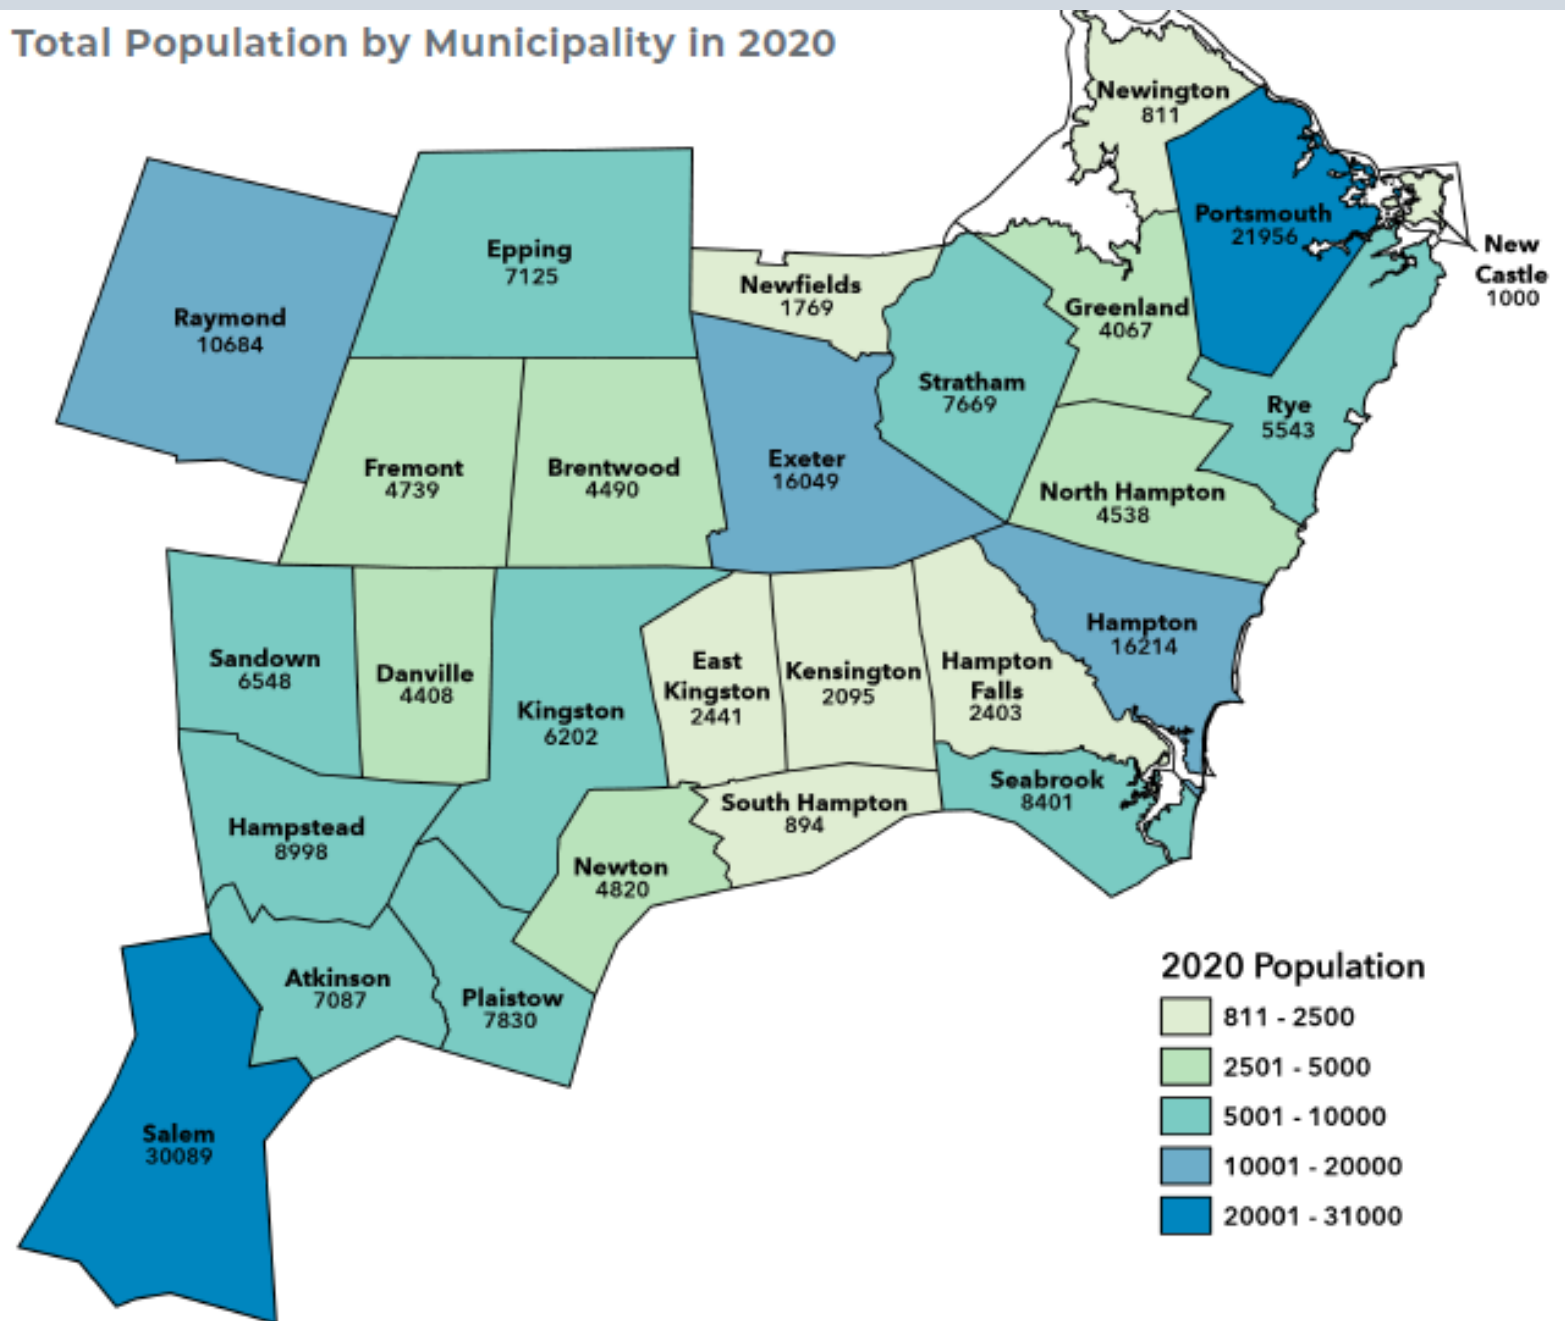 Total Population by Municipality in 2020
Newington
811
Portsmouth
21956
New
Castle
1000
Epping
7125
Newfields
1769
Greenland
4067
Raymond
10684
Stratham
7669
Rye
5543
Fremont
4739
Brentwood
4490
Exeter
16049
North Hampton
4538
Hampton
16214
Sandown
6548
Danville
4408
Kingston
6202
East
Kingston
2441
Kensington
2095
Hampton
Falls
2403
Seabrook
8401
South Hampton
894
Hampstead
8998
Newton
4820
Atkinson
7087
Plaistow
7830
Salem
30089
2020 Population
811 - 2500
2501 - 5000
5001 - 10000
10001 - 20000
20001 - 31000